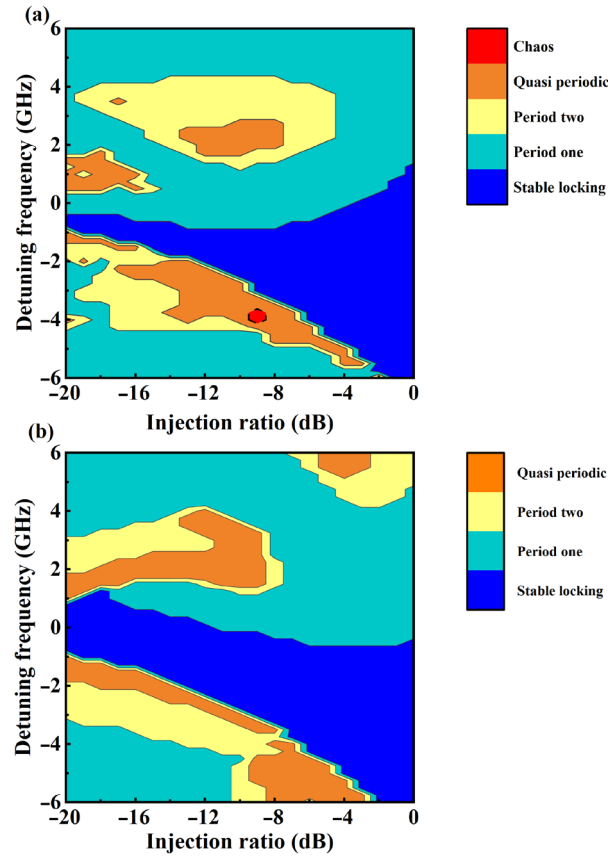 (a)
Detuning frequency (GHz)
6
4
2
0
−2
−4
−6
−20
−16
−12
−8
−4
0
Injection ratio (dB)
Chaos
Quasi periodic
Period two
Period one
Stable locking
(b)
Detuning frequency (GHz)
6
4
2
0
−2
−4
−6
−20
−16
−12
−8
−4
0
Injection ratio (dB)
Quasi periodic
Period two
Period one
Stable locking